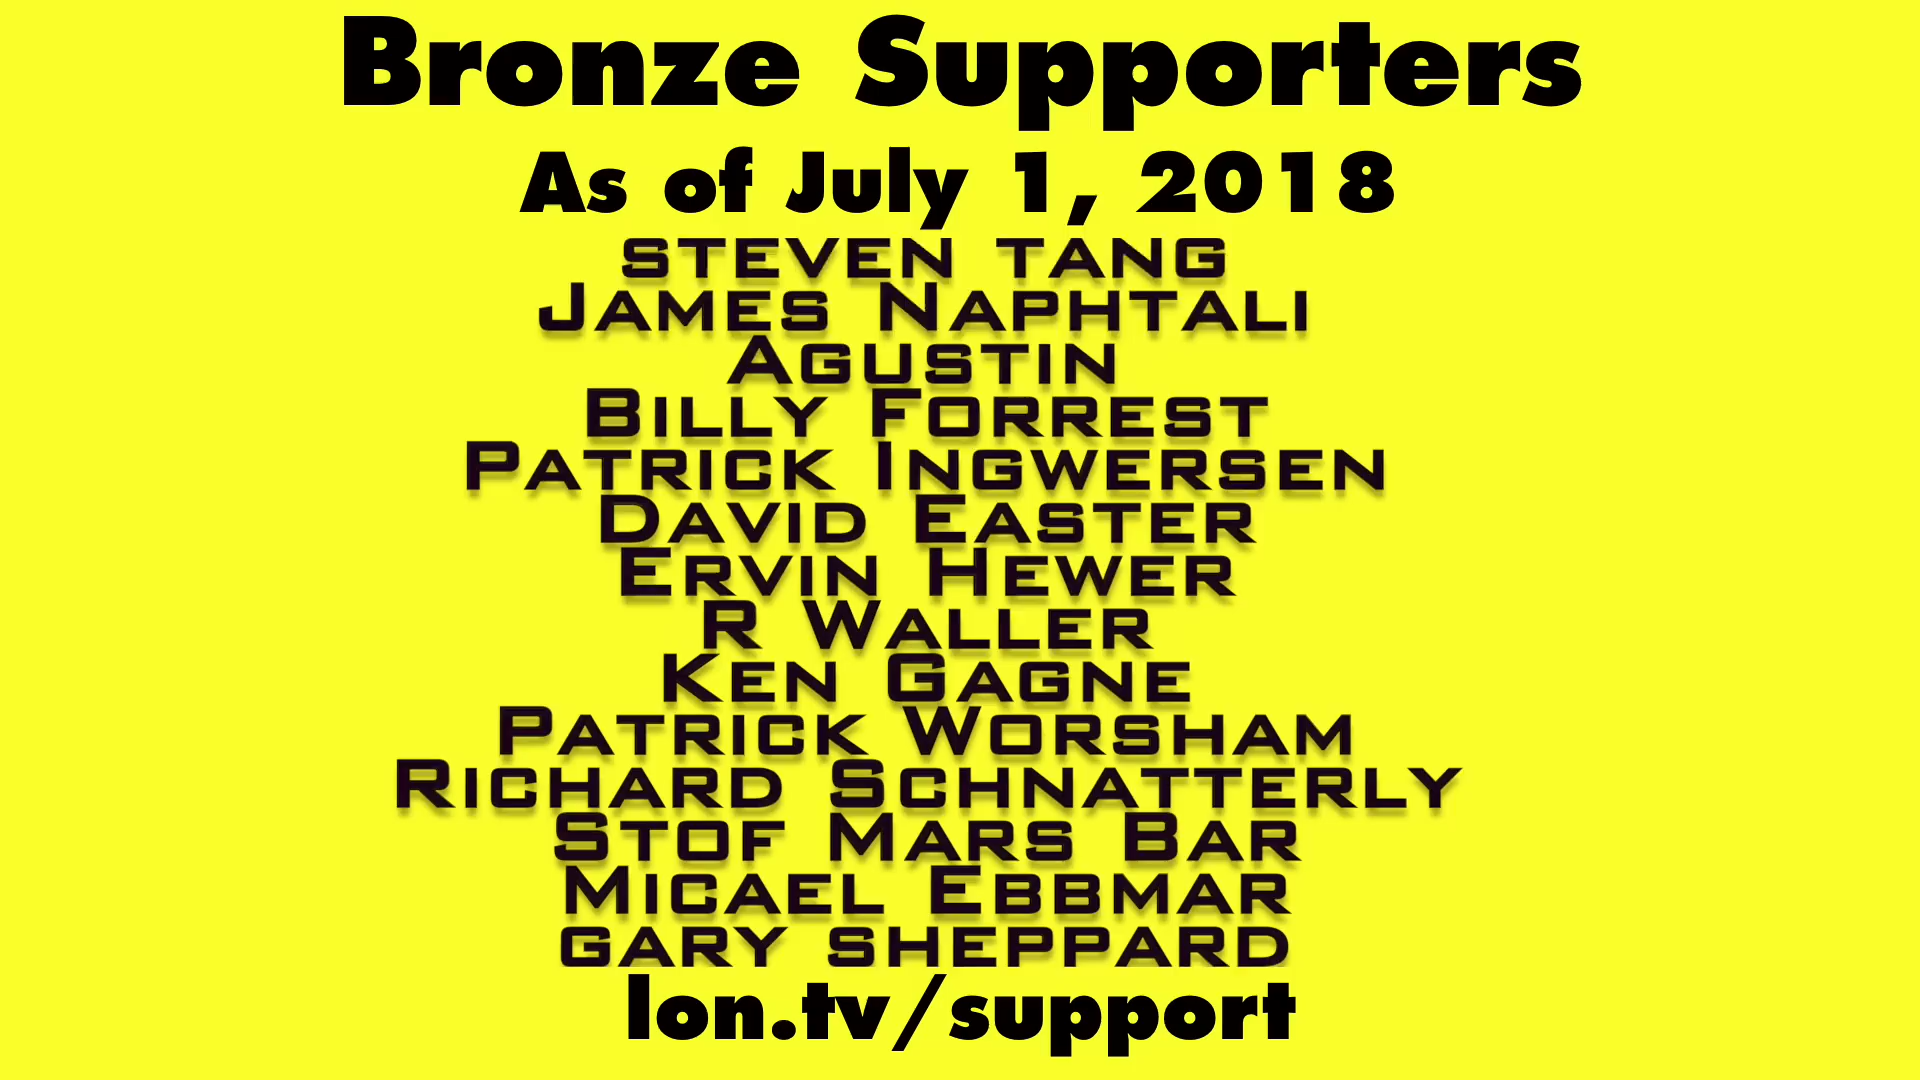 Bronze Supporters
As of July 1, 2018
steven tang
James Naphtali
Agustin
Billy Forrest
Patrick Ingwersen
David Easter
Ervin Hewer
R Waller
Ken Gagne
Patrick Worsham
Richard Schnatterly
Stof Mars Bar
Micael Ebbmar
gary sheppard
lon.tv/support